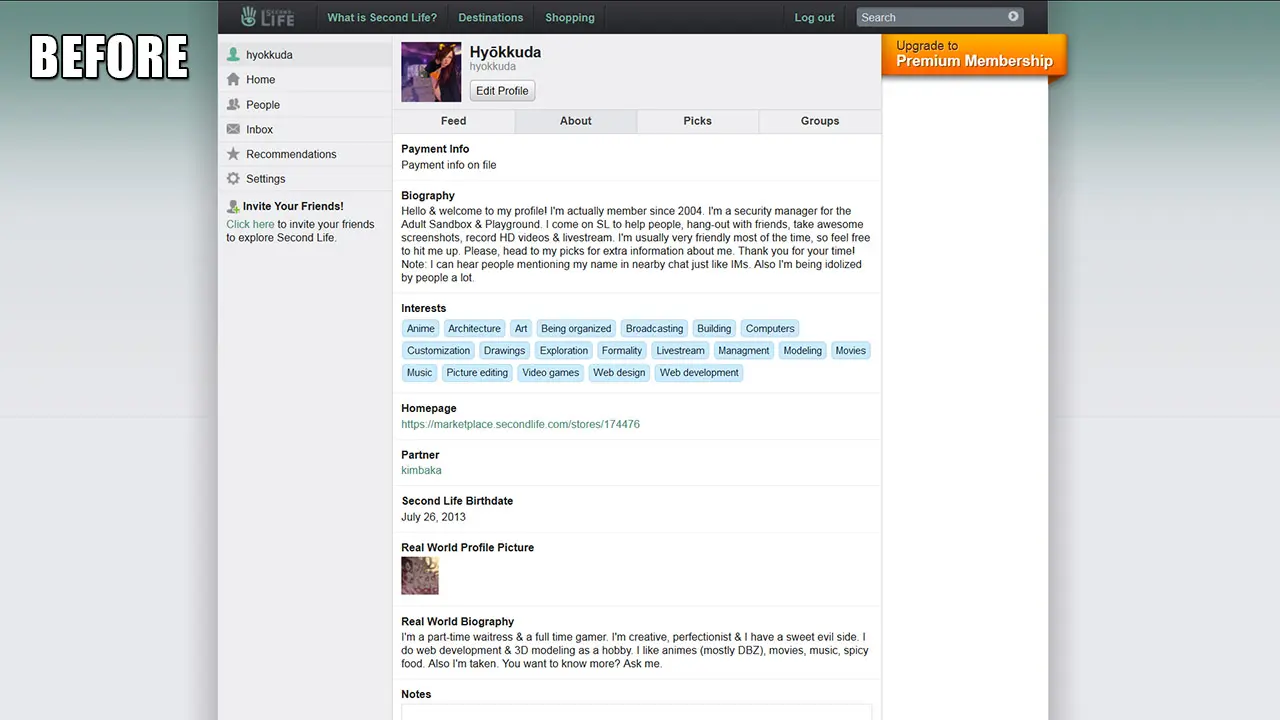 BEFORE
SECOND LIFE
What is Second Life?
Destinations
Shopping
Log out
Search
hyokkuda
Home
People
Inbox
Recommendations
Settings
Invite Your Friends!
Click here to invite your friends
to explore Second Life.
Hyōkkuda
hyokkuda
Edit Profile
Upgrade to
Premium Membership
Feed
About
Picks
Groups
Payment Info
Payment info on file
Biography
Hello & welcome to my profile! I'm actually member since 2004. I'm a security manager for the
Adult Sandbox & Playground. I come on SL to help people, hang-out with friends, take awesome
screenshots, record HD videos & livestream. I'm usually very friendly most of the time, so feel free
to hit me up. Please, head to my picks for extra information about me. Thank you for your time!
Note: I can hear people mentioning my name in nearby chat just like IMs. Also I'm being idolized
by people a lot.
Interests
Anime Architecture Art Being organized Broadcasting Building Computers
Customization Drawings Exploration Formality Livestream Managment Modeling Movies
Music Picture editing Video games Web design Web development
Homepage
https://marketplace.secondlife.com/stores/174476
Partner
kimbaka
Second Life Birthdate
July 26, 2013
Real World Profile Picture
Real World Biography
I'm a part-time waitress & a full time gamer. I'm creative, perfectionist & I have a sweet evil side. I
do web development & 3D modeling as a hobby. I like animes (mostly DBZ), movies, music, spicy
food. Also I'm taken. You want to know more? Ask me.
Notes